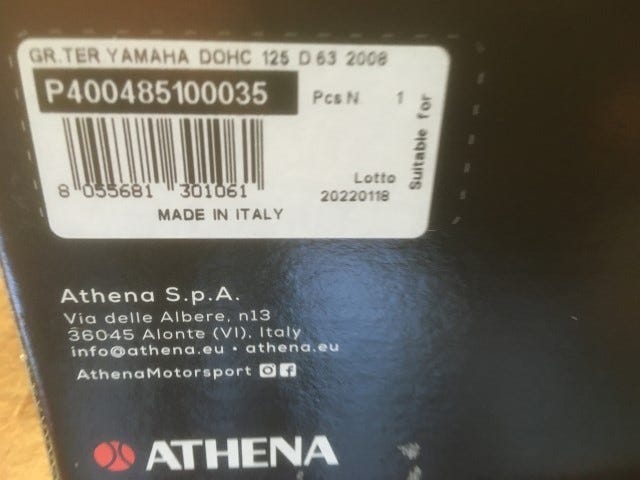 GR.TER YAMAHA DOHC 125 D 63 2008
P400485100035
Pcs N. 1
Suitable for
8 055681 301061
Lotto
20220118
MADE IN ITALY
Athena S.p.A.
Via delle Albere, n13
36045 Alonte (VI), Italy
info@athena.eu • athena.eu
AthenaMotorsport
ATHENA